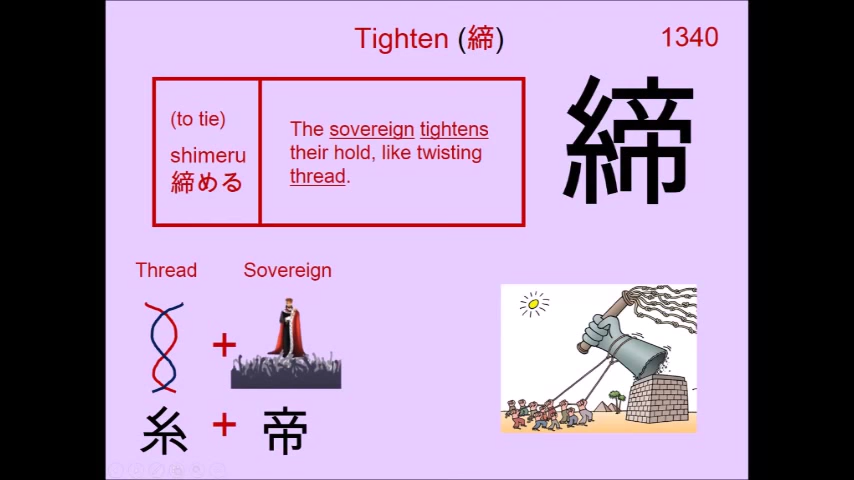 Tighten (締)
1340
(to tie)
shimeru
締める
The sovereign tightens
their hold, like twisting
thread.
締
Thread
Sovereign
+
糸 + 帝